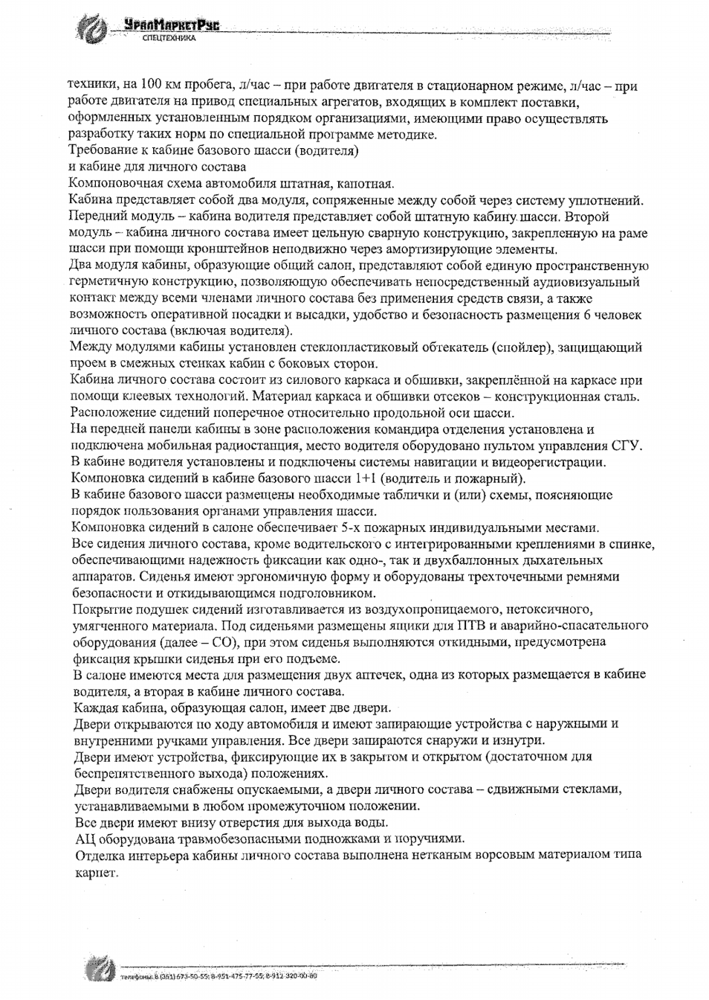 УралМаркетРус
СПЕЦТЕХНИКА
техники, на 100 км пробега, л/час – при работе двигателя в стационарном режиме, л/час – при
работе двигателя на привод специальных агрегатов, входящих в комплект поставки,
оформленных установленным порядком организациями, имеющими право осуществлять
разработку таких норм по специальной программе методике.
Требование к кабине базового шасси (водителя)
и кабине для личного состава
Компоновочная схема автомобиля штатная, капотная.
Кабина представляет собой два модуля, сопряженные между собой через систему уплотнений.
Передний модуль – кабина водителя представляет собой штатную кабину шасси. Второй
модуль – кабина личного состава имеет цельную сварную конструкцию, закрепленную на раме
шасси при помощи кронштейнов неподвижно через амортизирующие элементы.
Два модуля кабины, образующие общий салон, представляют собой единую пространственную
герметичную конструкцию, позволяющую обеспечивать непосредственный аудиовизуальный
контакт между всеми членами личного состава без применения средств связи, а также
возможность оперативной посадки и высадки, удобство и безопасность размещения 6 человек
личного состава (включая водителя).
Между модулями кабины установлен стеклопластиковый обтекатель (спойлер), защищающий
проем в смежных стенках кабин с боковых сторон.
Кабина личного состава состоит из силового каркаса и обшивки, закреплённой на каркасе при
помощи клеевых технологий. Материал каркаса и обшивки отсеков – конструкционная сталь.
Расположение сидений поперечное относительно продольной оси шасси.
На передней панели кабины в зоне расположения командира отделения установлена и
подключена мобильная радиостанция, место водителя оборудовано пультом управления СГУ.
В кабине водителя установлены и подключены системы навигации и видеорегистрации.
Компоновка сидений в кабине базового шасси 1+1 (водитель и пожарный).
В кабине базового шасси размещены необходимые таблички и (или) схемы, поясняющие
порядок пользования органами управления шасси.
Компоновка сидений в салоне обеспечивает 5-х пожарных индивидуальными местами.
Все сидения личного состава, кроме водительского с интегрированными креплениями в спинке,
обеспечивающими надежность фиксации как одно-, так и двухбаллонных дыхательных
аппаратов. Сиденья имеют эргономичную форму и оборудованы трехточечными ремнями
безопасности и откидывающимся подголовником.
Покрытие подушек сидений изготавливается из воздухопроницаемого, нетоксичного,
умягченного материала. Под сиденьями размещены ящики для ПТВ и аварийно-спасательного
оборудования (далее – СО), при этом сиденья выполняются откидными, предусмотрена
фиксация крышки сиденья при его подъеме.
В салоне имеются места для размещения двух аптечек, одна из которых размещается в кабине
водителя, а вторая в кабине личного состава.
Каждая кабина, образующая салон, имеет две двери.
Двери открываются по ходу автомобиля и имеют запирающие устройства с наружными и
внутренними ручками управления. Все двери запираются снаружи и изнутри.
Двери имеют устройства, фиксирующие их в закрытом и открытом (достаточном для
беспрепятственного выхода) положениях.
Двери водителя снабжены опускаемыми, а двери личного состава – сдвижными стеклами,
устанавливаемыми в любом промежуточном положении.
Все двери имеют внизу отверстия для выхода воды.
АЦ оборудована травмобезопасными подножками и поручнями.
Отделка интерьера кабины личного состава выполнена нетканым ворсовым материалом типа
карпет.
телефоны: 8 (351) 673-50-55; 8-951-475-77-55; 8-912-320-00-80